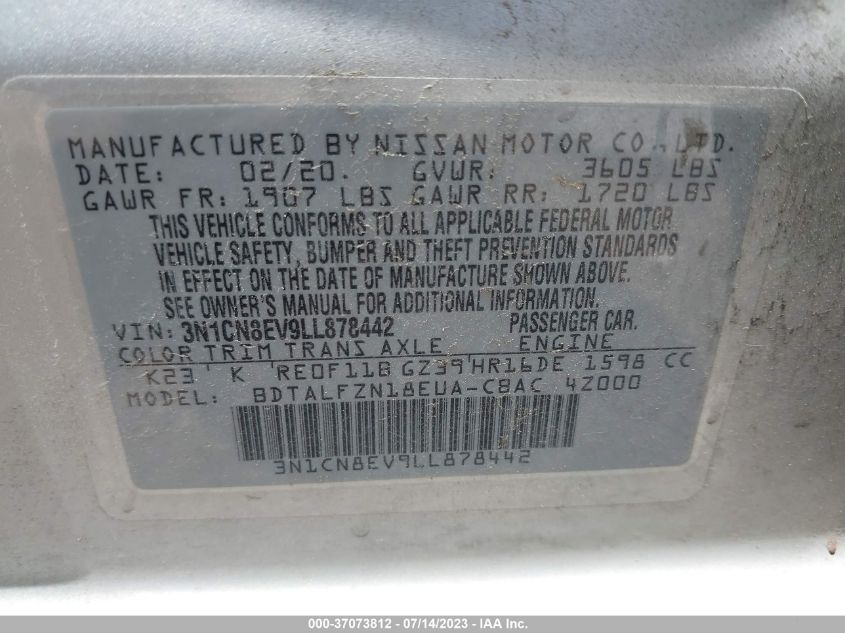 MANUFACTURED BY NISSAN MOTOR CO., LTD.
DATE: 02/20. GVWR: 3605 LBS
GAWR FR: 1907 LBS GAWR RR: 1720 LBS
THIS VEHICLE CONFORMS TO ALL APPLICABLE FEDERAL MOTOR
VEHICLE SAFETY, BUMPER AND THEFT PREVENTION STANDARDS
IN EFFECT ON THE DATE OF MANUFACTURE SHOWN ABOVE.
SEE OWNER'S MANUAL FOR ADDITIONAL INFORMATION.
VIN: 3N1CN8EV9LL878442 PASSENGER CAR.
COLOR TRIM TRANS AXLE ENGINE
K23 K RE0F11B GZ39 HR16DE 1598 CC
MODEL: BDTALFZN18EUA-CBAC 4Z000
3N1CN8EV9LL878442
000-37073812 - 07/14/2023 - IAA Inc.